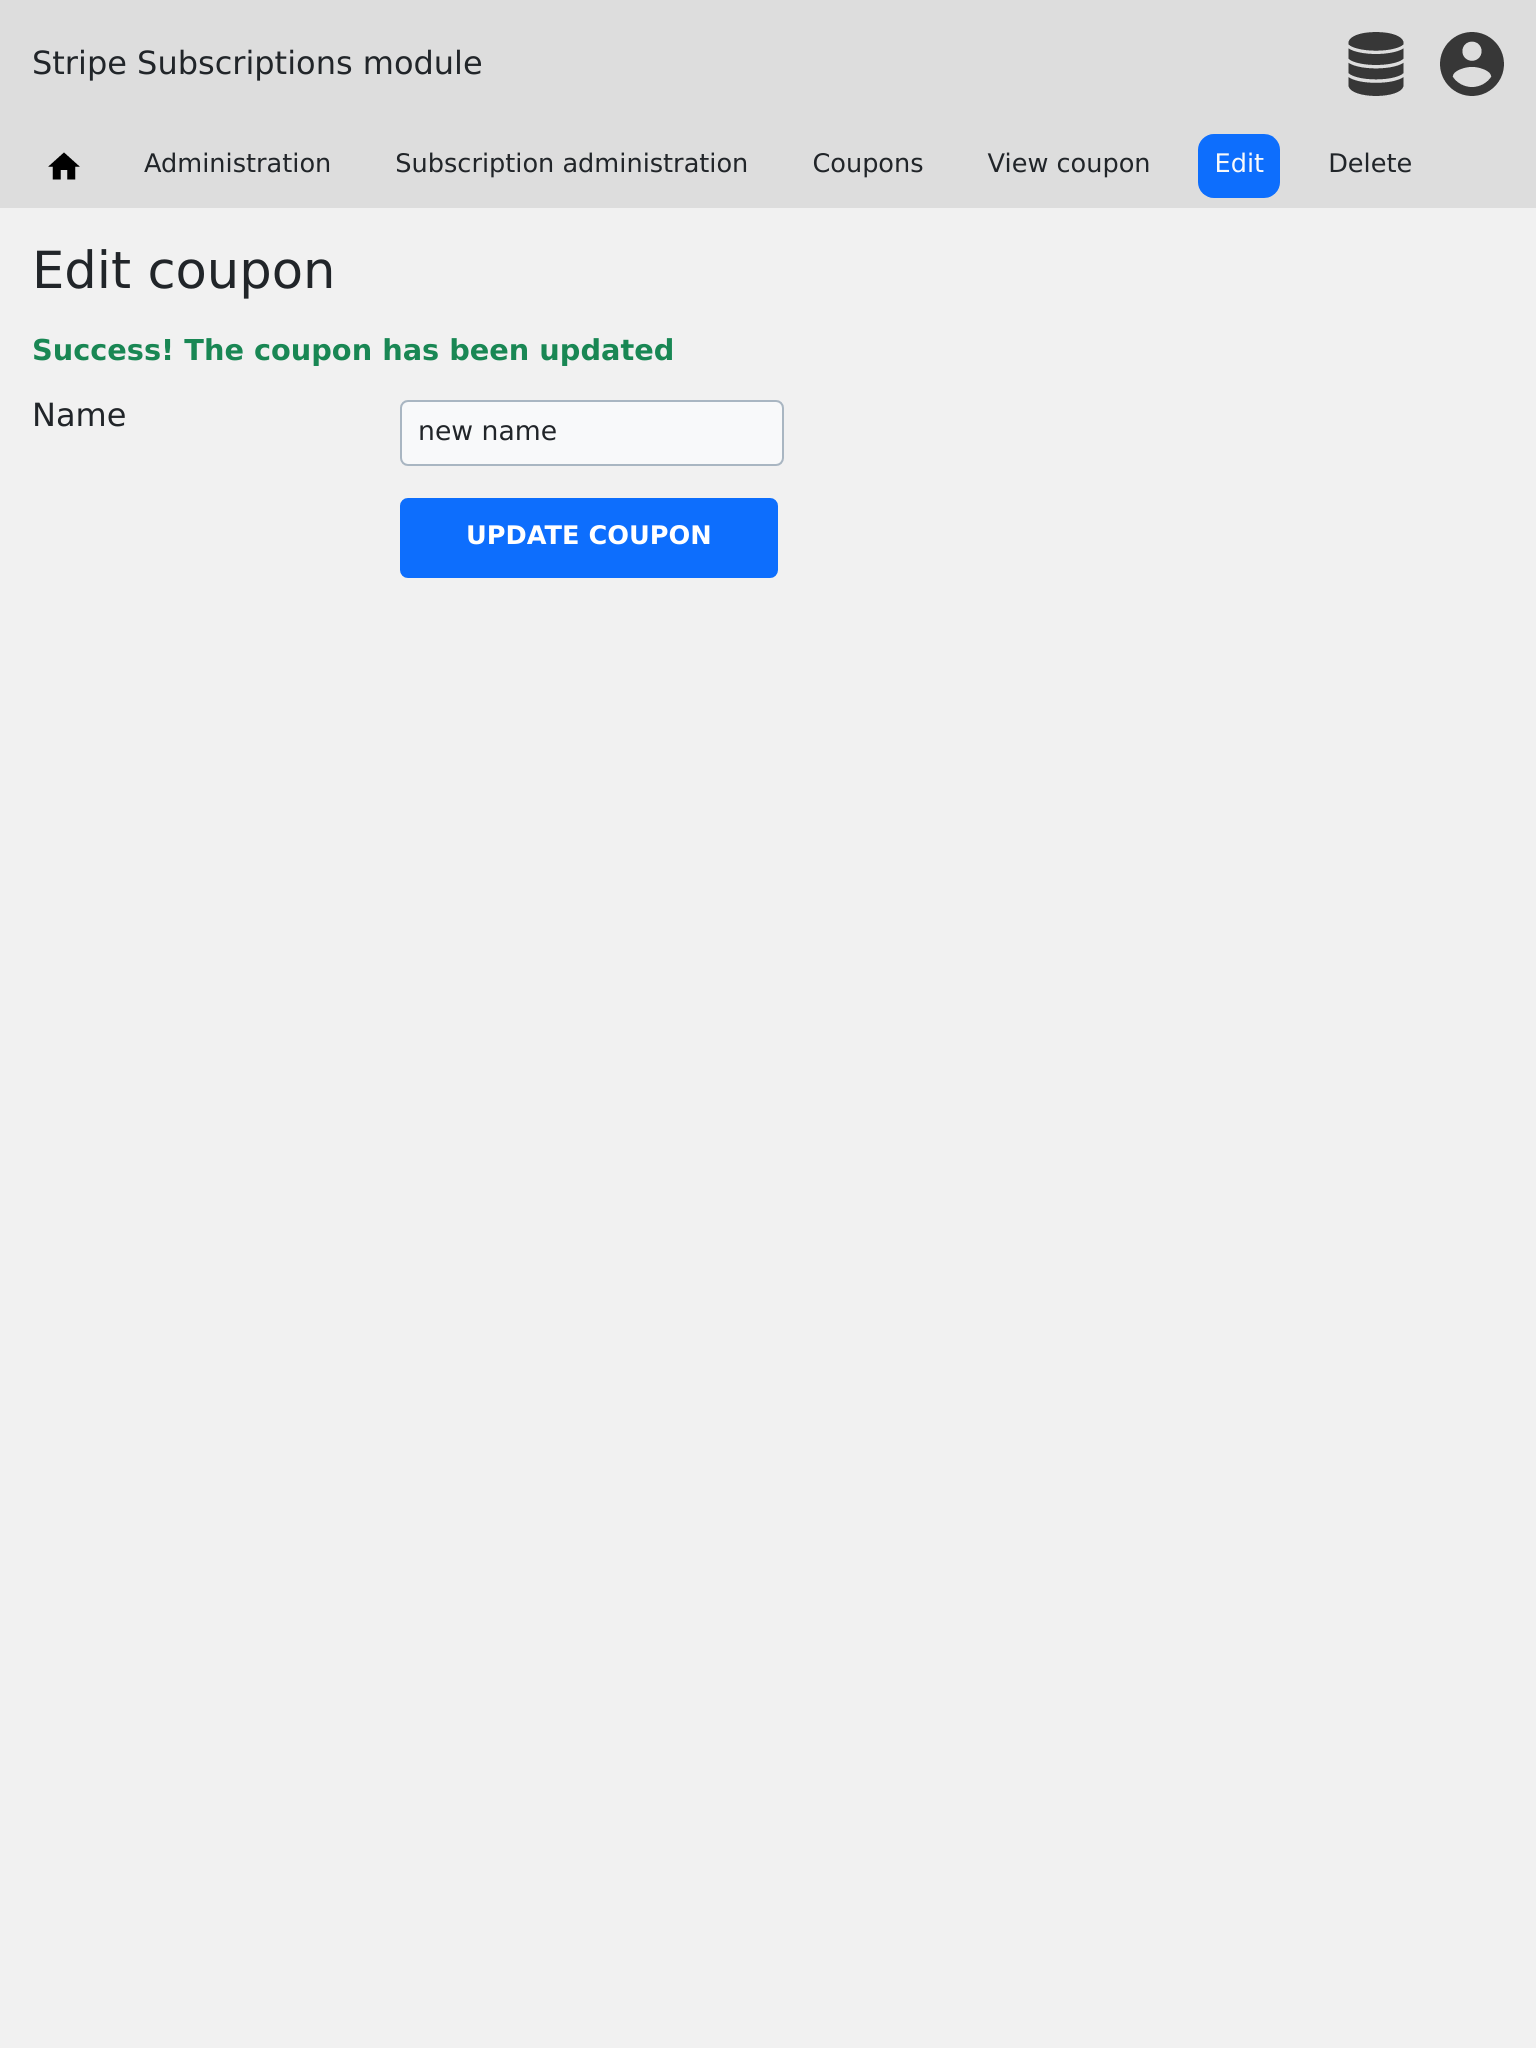 Stripe Subscriptions module
Administration Subscription administration Coupons View coupon Edit Delete
Edit coupon
Success! The coupon has been updated
Name new name
UPDATE COUPON